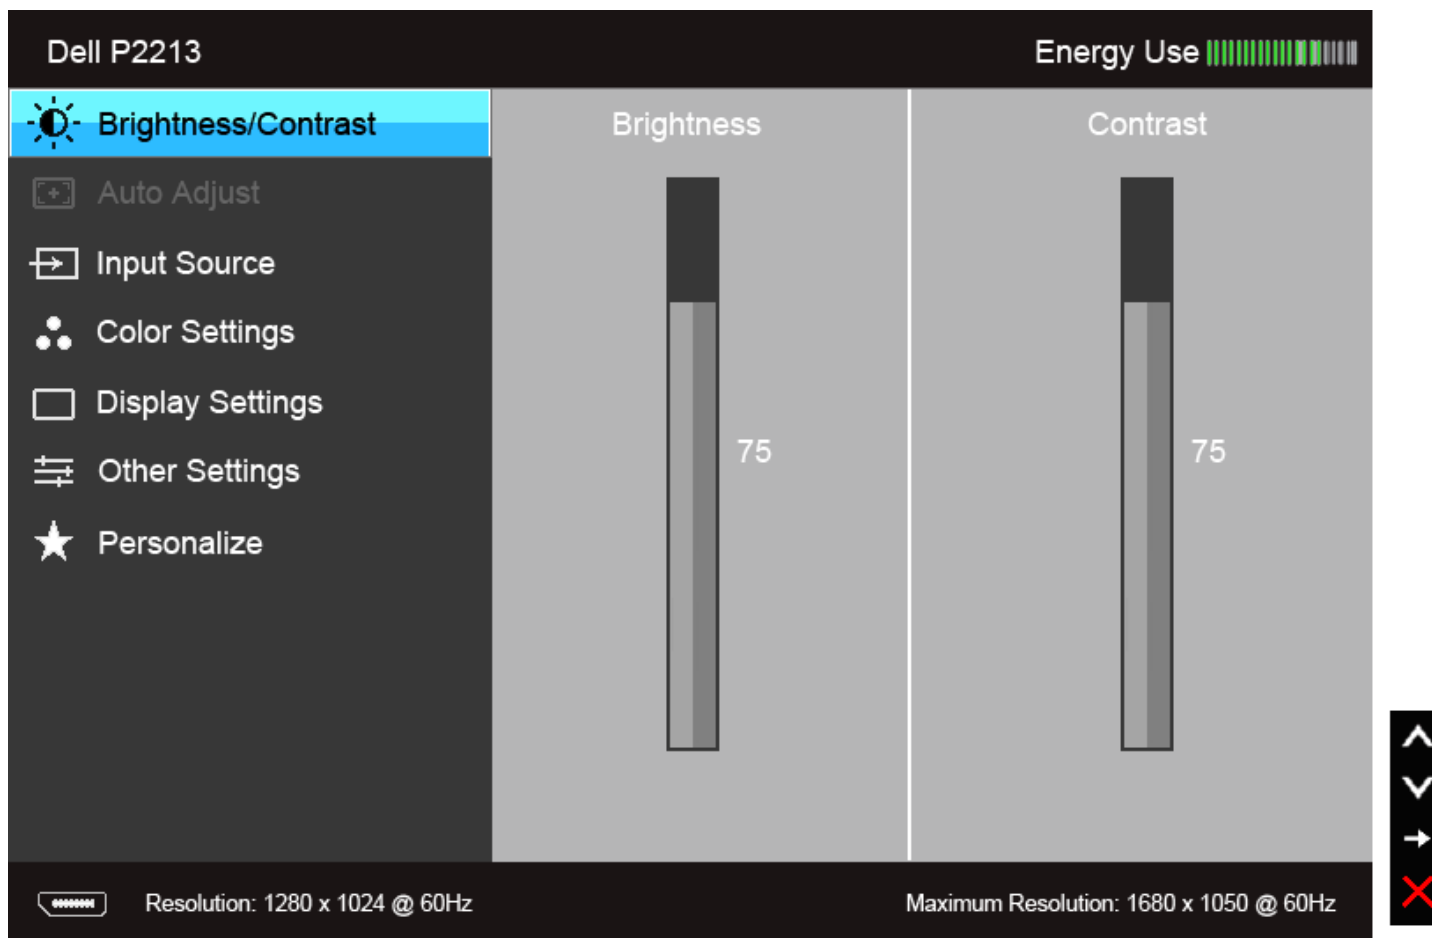 Dell P2213
Energy Use
Brightness/Contrast
Auto Adjust
Input Source
Color Settings
Display Settings
Other Settings
Personalize
Brightness
75
Contrast
75
Resolution: 1280 x 1024 @ 60Hz
Maximum Resolution: 1680 x 1050 @ 60Hz